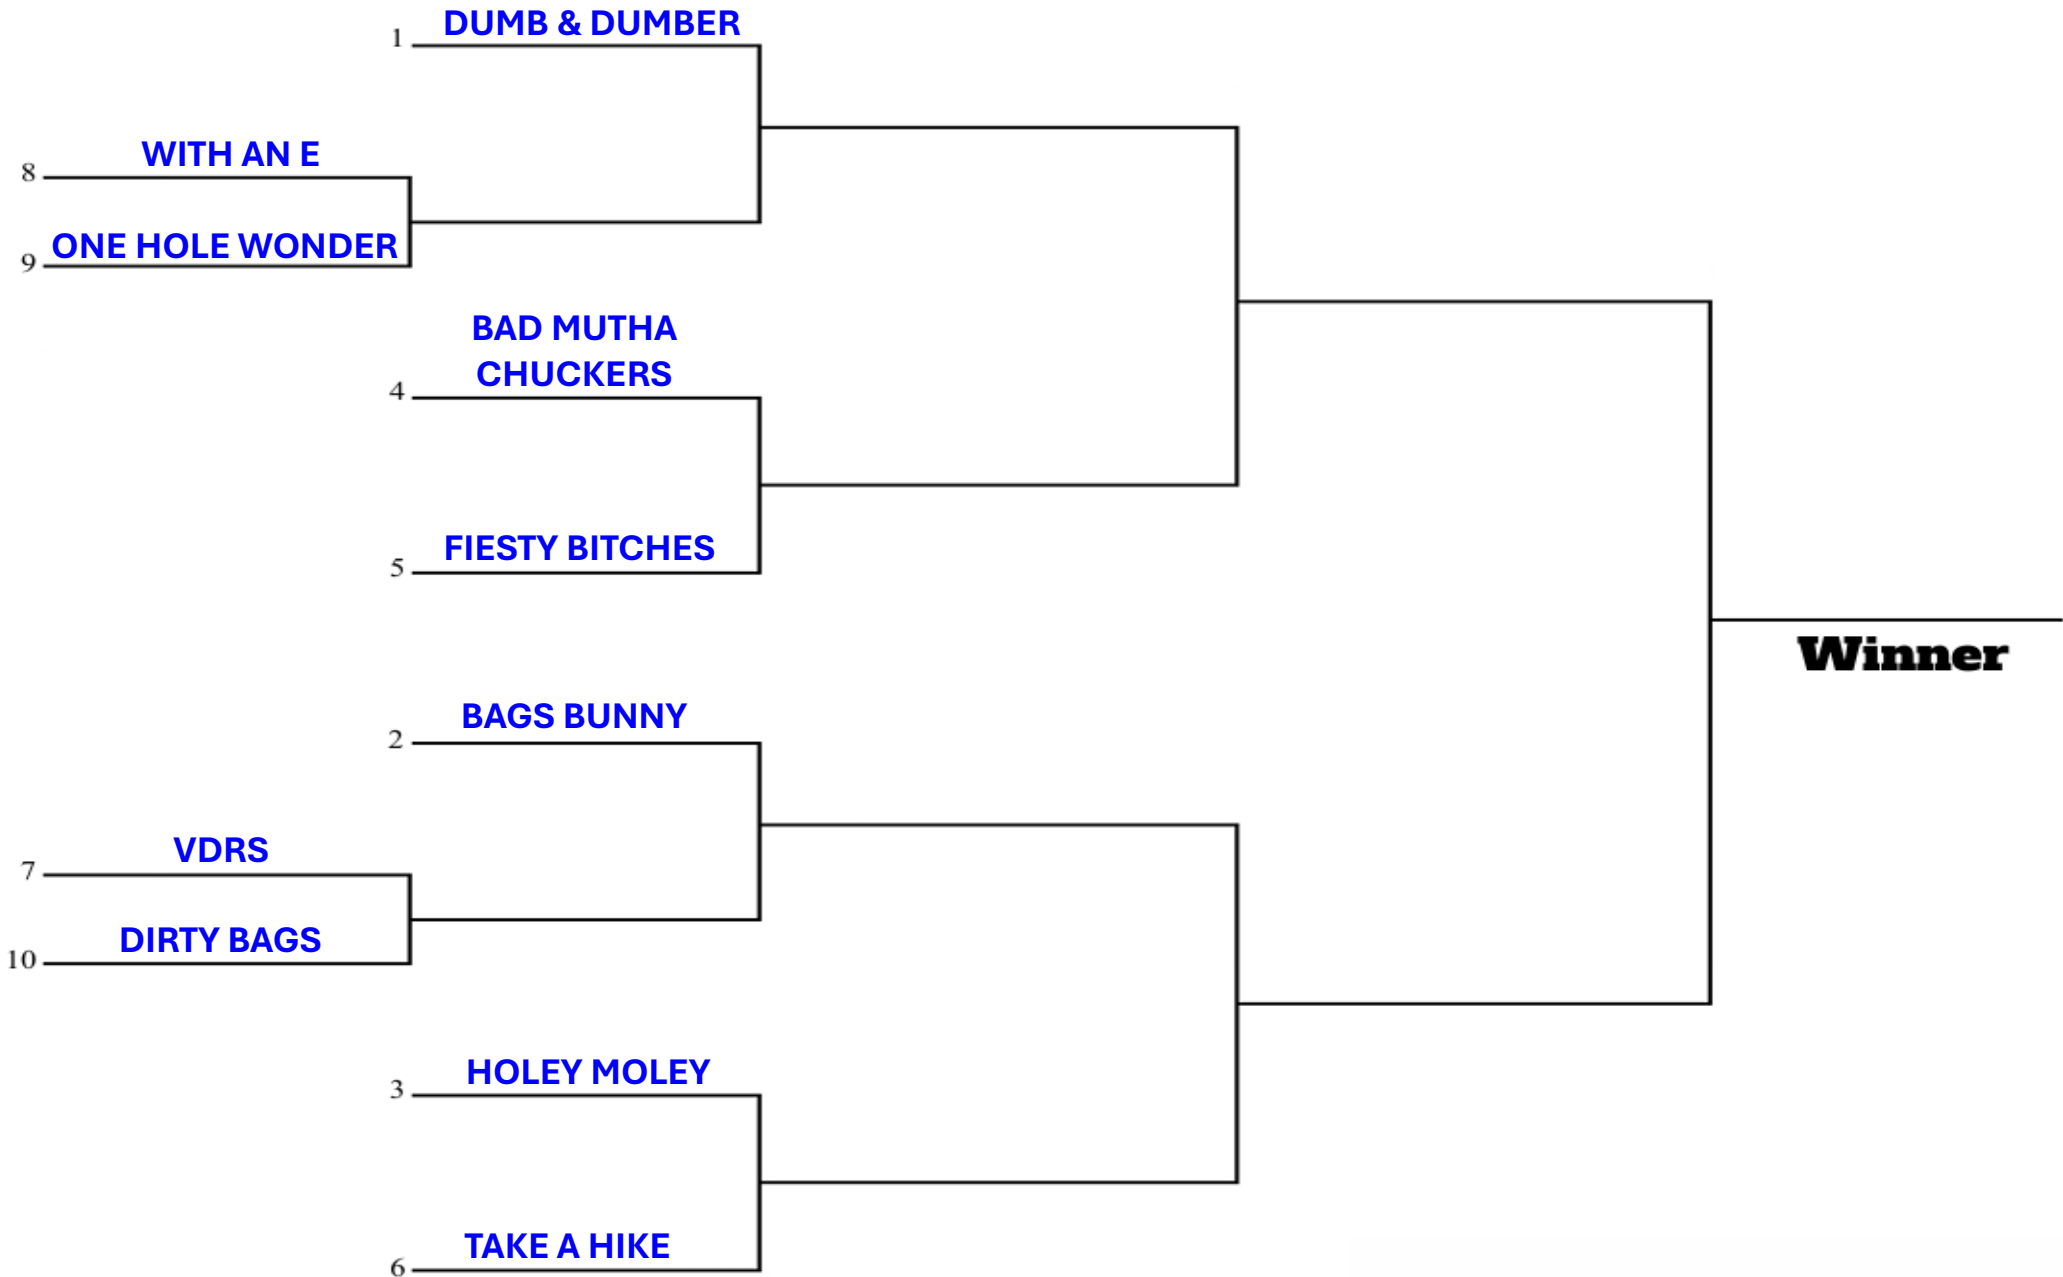 1 DUMB & DUMBER
8 WITH AN E
9 ONE HOLE WONDER
BAD MUTHA
4 CHUCKERS
5 FIESTY BITCHES
Winner
2 BAGS BUNNY
7 VDRS
10 DIRTY BAGS
3 HOLEY MOLEY
6 TAKE A HIKE